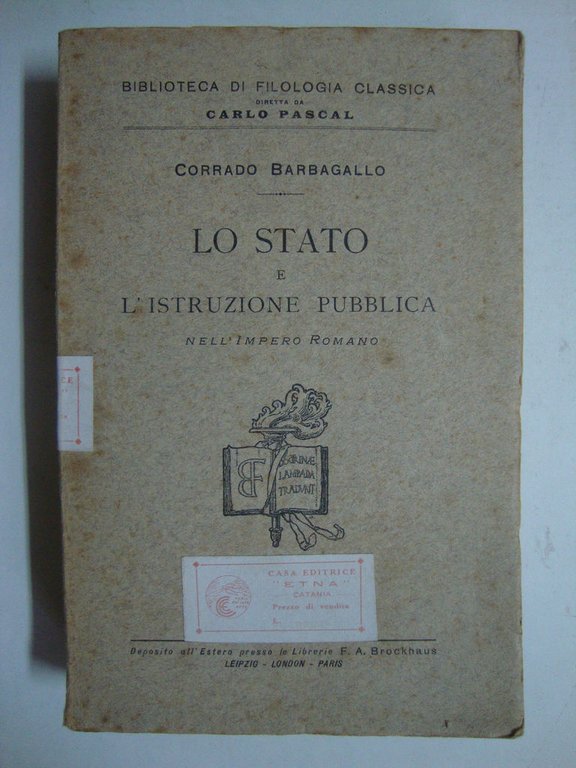 BIBLIOTECA DI FILOLOGIA CLASSICA
DIRETTA DA
CARLO PASCAL
CORRADO BARBAGALLO
LO STATO
E
L'ISTRUZIONE PUBBLICA
NELL'IMPERO ROMANO
LAMPADA
TRADUNT
CASA EDITRICE
"ETNA"
CATANIA
Prezzo di vendita
L.
Deposito all'Estero presso le Librerie F. A. Brockhaus
LEIPZIG - LONDON - PARIS